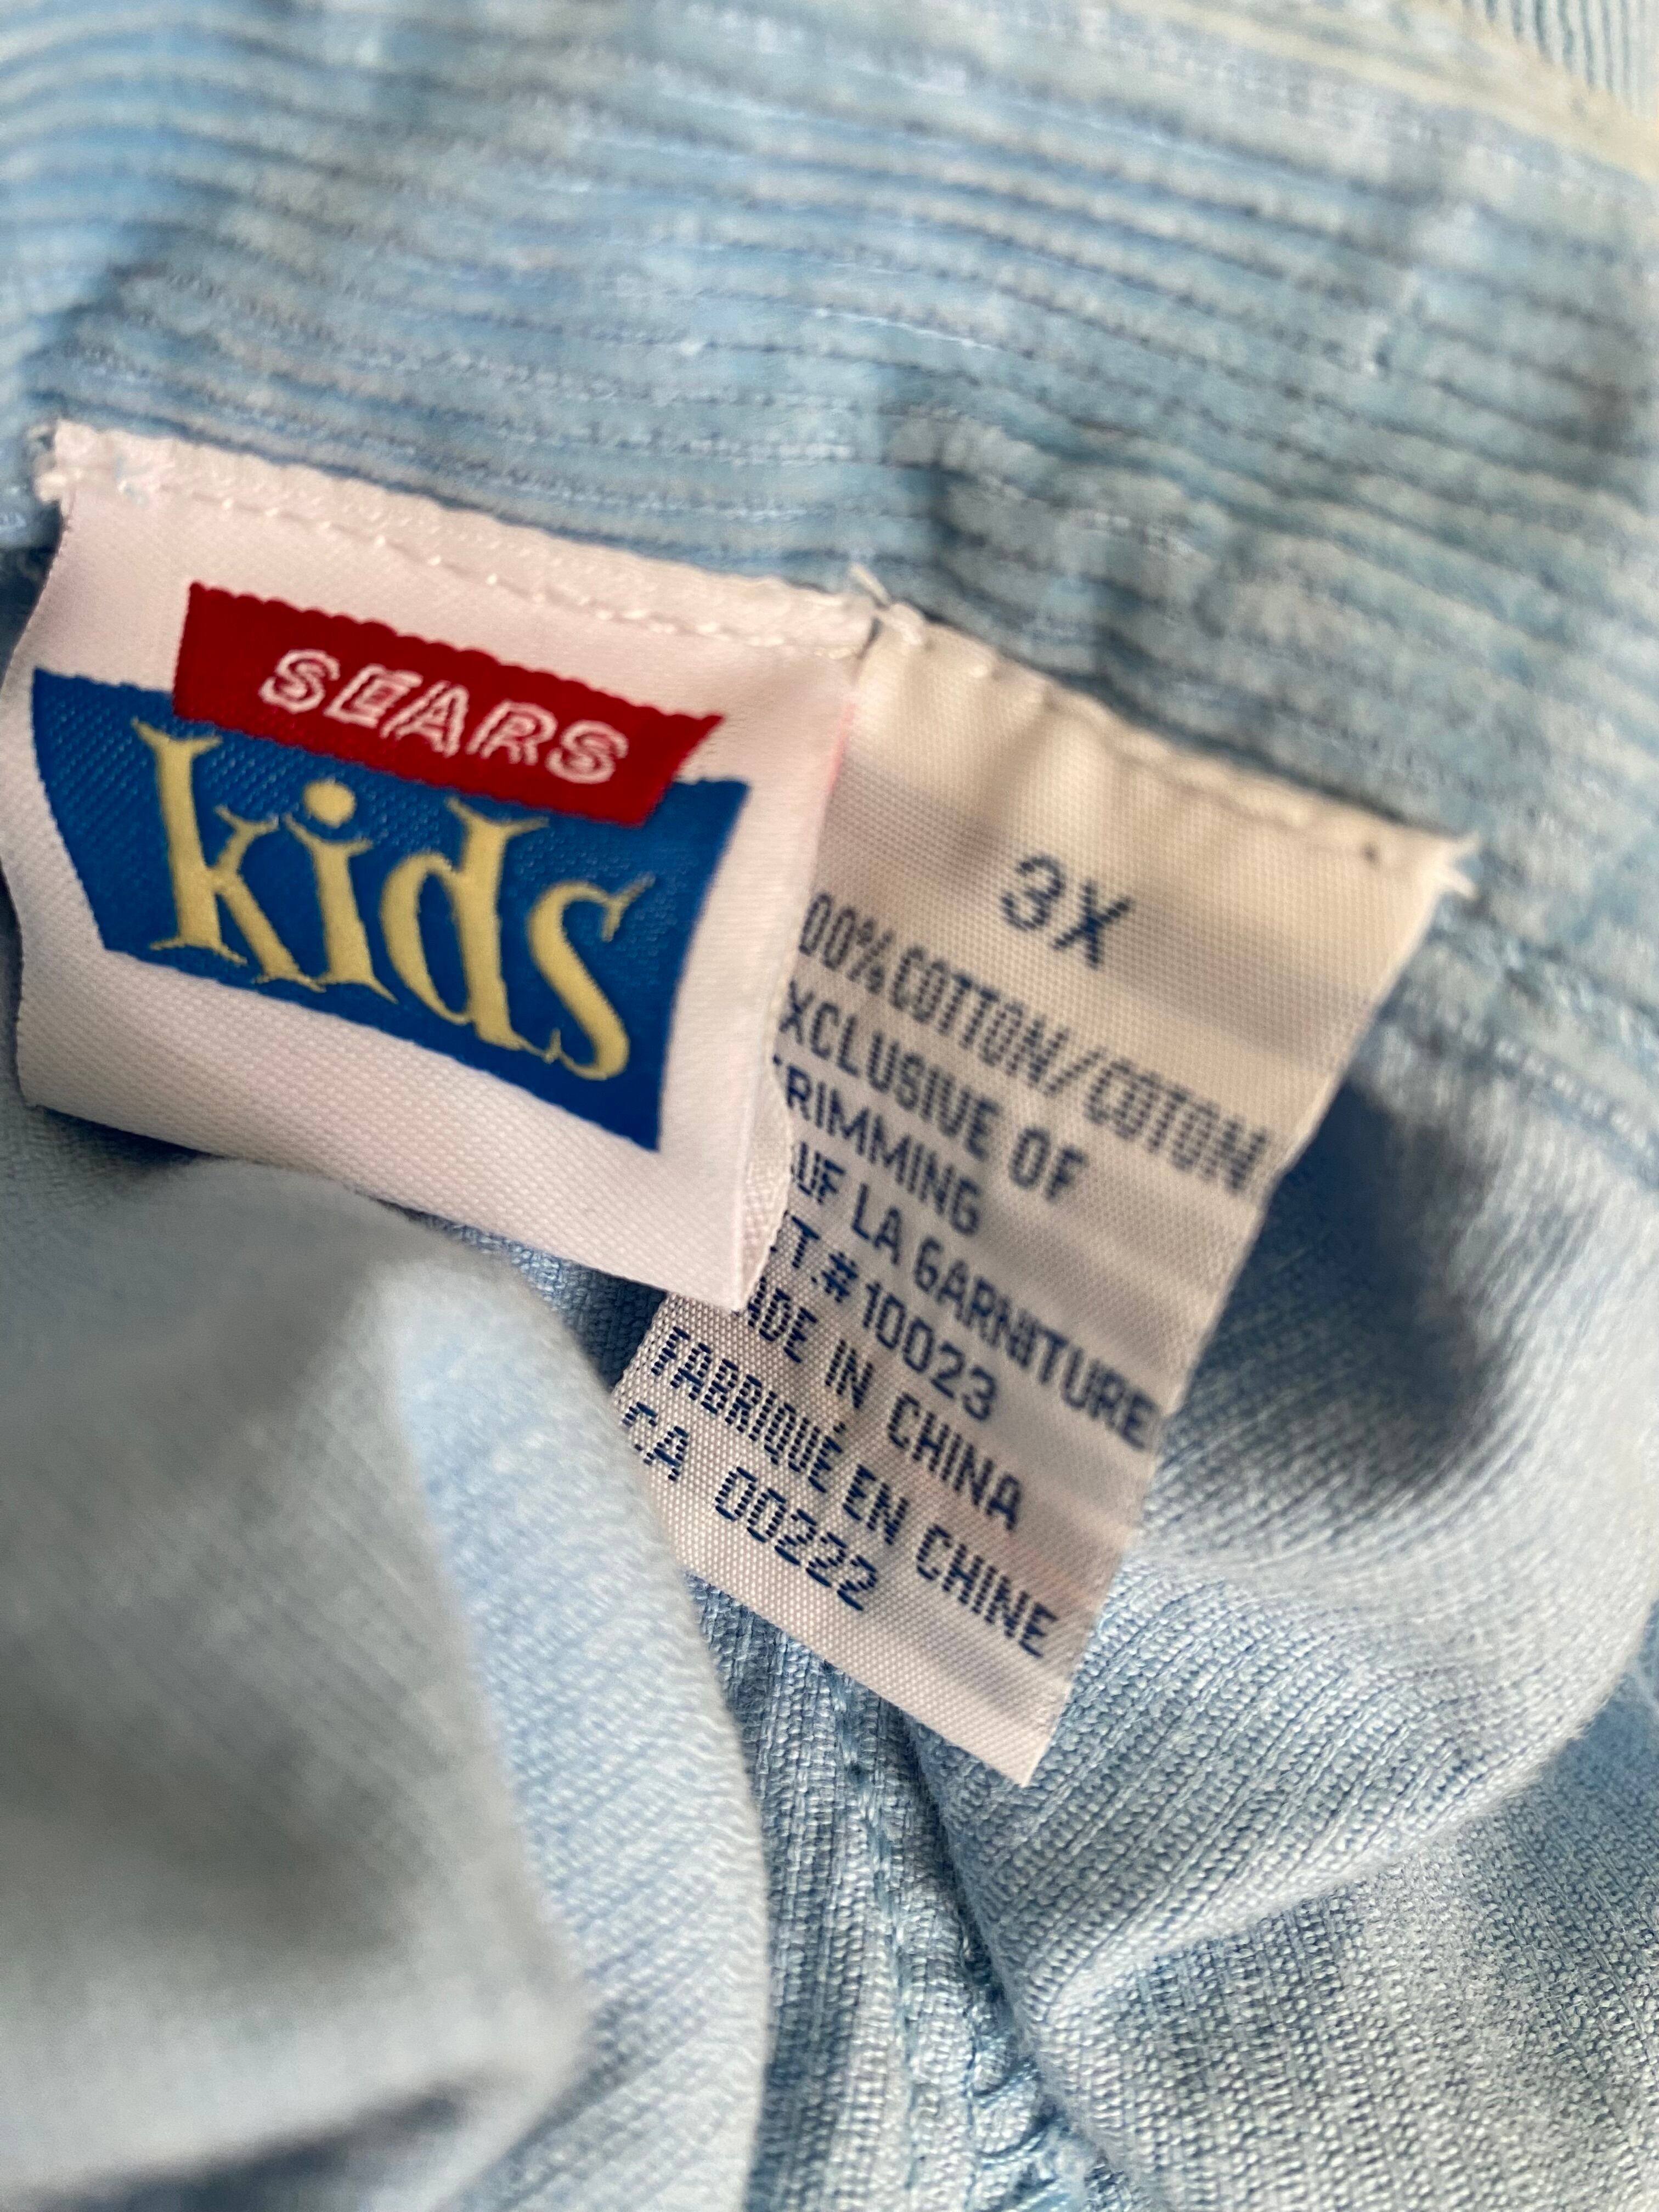 SEARS
kids
3X
00% COTTON/COTON
XCLUSIVE OF
RIMMING
UF LA GARNITURE
T.#10023
ADE IN CHINA
FABRIQUÉ EN CHINE
CA 00222